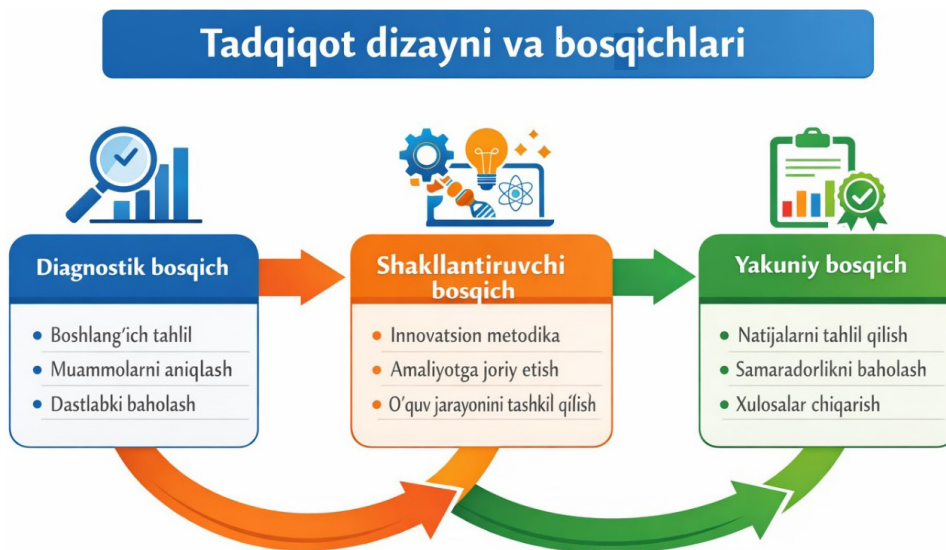 Tadqiqot dizayni va bosqichlari
Diagnostik bosqich
Boshlang'ich tahlil
Muammolarni aniqlash
Dastlabki baholash
Shakllantiruvchi
bosqich
Innovatsion metodika
Amaliyotga joriy etish
O'quv jarayonini tashkil qilish
Yakuniy bosqich
Natijalarni tahlil qilish
Samaradorlikni baholash
Xulosalar chiqarish